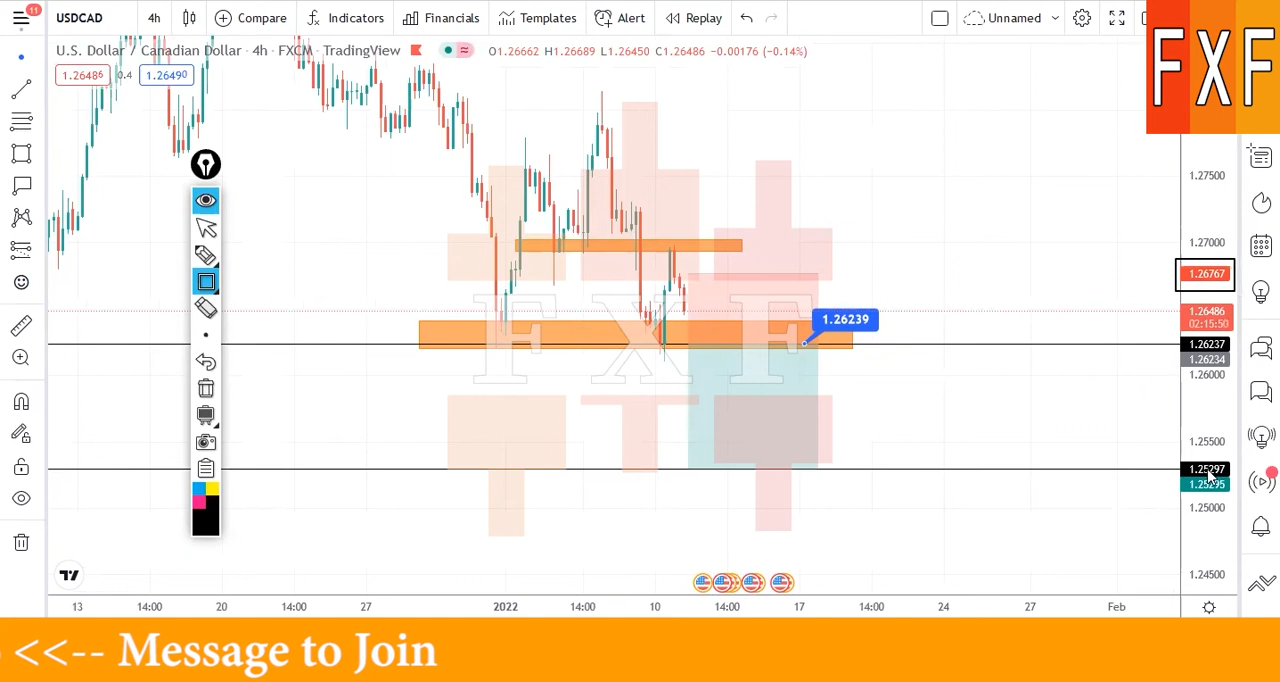 11
USDCAD 4h Compare Indicators Financials Templates Alert Replay Unnamed
FXF
U.S. Dollar / Canadian Dollar · 4h · FXCM · TradingView O1.26662 H1.26689 L1.26450 C1.26486 −0.00176 (−0.14%)
1.26486 0.4 1.26490
1.27500
1.27000
1.26767
1.26486
02:15:50
1.26239
FXF
1.26237
1.26234
1.26000
1.25500
1.25297
1.25295
1.25000
1.24500
13 14:00 20 14:00 27 2022 14:00 10 14:00 17 14:00 24 27 Feb
<<-- Message to Join